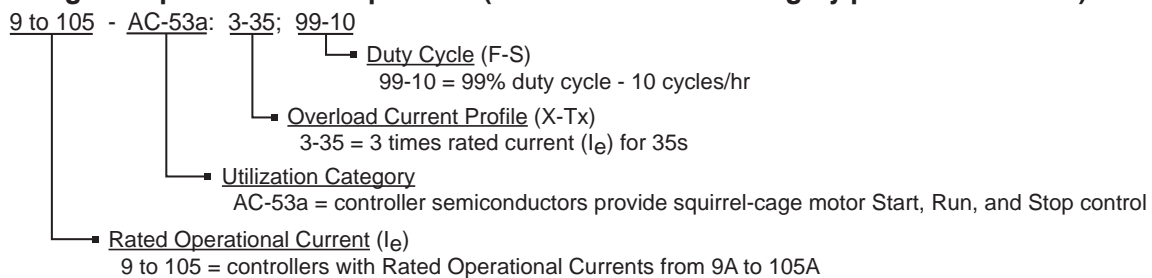 9 to 105 - AC-53a: 3-35; 99-10
Duty Cycle (F-S)
99-10 = 99% duty cycle - 10 cycles/hr
Overload Current Profile (X-Tx)
3-35 = 3 times rated current (Ie) for 35s
Utilization Category
AC-53a = controller semiconductors provide squirrel-cage motor Start, Run, and Stop control
Rated Operational Current (Ie)
9 to 105 = controllers with Rated Operational Currents from 9A to 105A